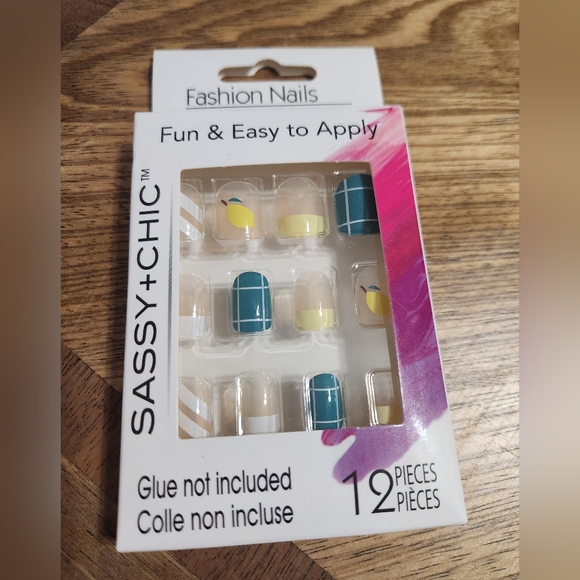 Fashion Nails
Fun & Easy to Apply
SASSY+CHIC™
Glue not included
Colle non incluse
12 PIECES
PIÈCES